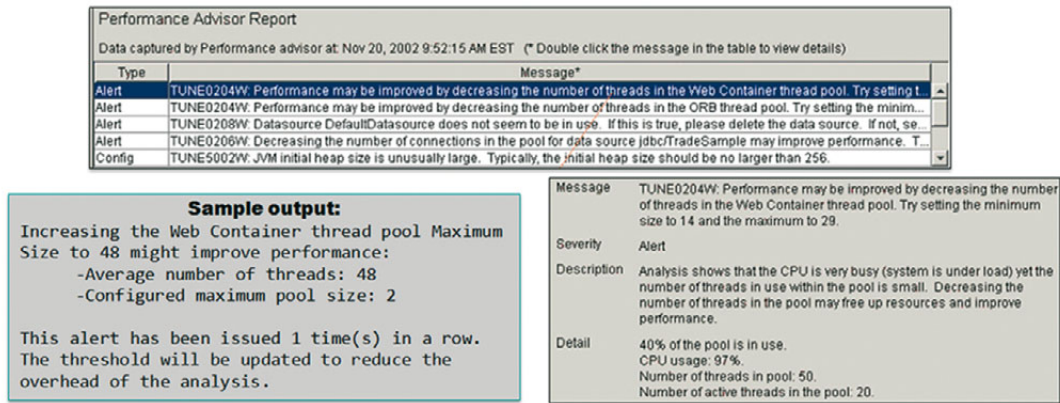 Performance Advisor Report
Data captured by Performance advisor at: Nov 20, 2002 9:52:15 AM EST (* Double click the message in the table to view details)
Type Message*
Alert TUNE0204W: Performance may be improved by decreasing the number of threads in the Web Container thread pool. Try setting t...
Alert TUNE0204W: Performance may be improved by decreasing the number of threads in the ORB thread pool. Try setting the minim...
Alert TUNE0208W: Datasource DefaultDatasource does not seem to be in use. If this is true, please delete the data source. If not, se...
Alert TUNE0206W: Decreasing the number of connections in the pool for data source jdbc/TradeSample may improve performance. T...
Config TUNE5002W: JVM initial heap size is unusually large. Typically, the initial heap size should be no larger than 256.
Sample output:
Increasing the Web Container thread pool Maximum
Size to 48 might improve performance:
-Average number of threads: 48
-Configured maximum pool size: 2
This alert has been issued 1 time(s) in a row.
The threshold will be updated to reduce the
overhead of the analysis.
Message TUNE0204W: Performance may be improved by decreasing the number
of threads in the Web Container thread pool. Try setting the minimum
size to 14 and the maximum to 29.
Severity Alert
Description Analysis shows that the CPU is very busy (system is under load) yet the
number of threads in use within the pool is small. Decreasing the
number of threads in the pool may free up resources and improve
performance.
Detail 40% of the pool is in use.
CPU usage: 97%.
Number of threads in pool: 50.
Number of active threads in the pool: 20.